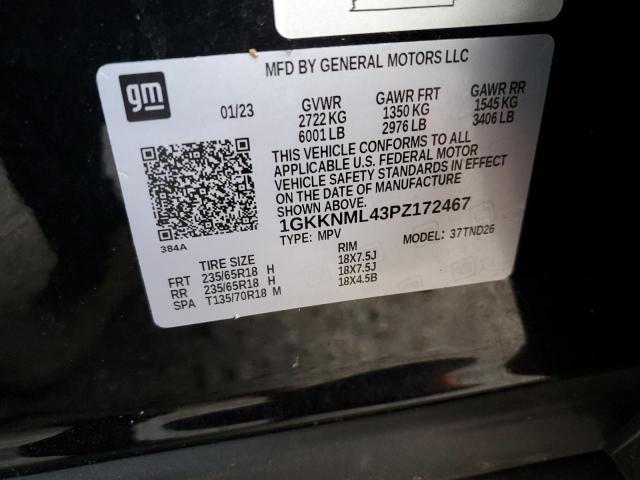 MFD BY GENERAL MOTORS LLC
gm
01/23
GVWR GAWR FRT GAWR RR
2722 KG 1350 KG 1545 KG
6001 LB 2976 LB 3406 LB
THIS VEHICLE CONFORMS TO ALL
APPLICABLE U.S. FEDERAL MOTOR
VEHICLE SAFETY STANDARDS IN EFFECT
ON THE DATE OF MANUFACTURE
SHOWN ABOVE.
1GKKNML43PZ172467
TYPE: MPV MODEL: 37TND26
384A
TIRE SIZE RIM
FRT 235/65R18 H 18X7.5J
RR 235/65R18 H 18X7.5J
SPA T135/70R18 M 18X4.5B